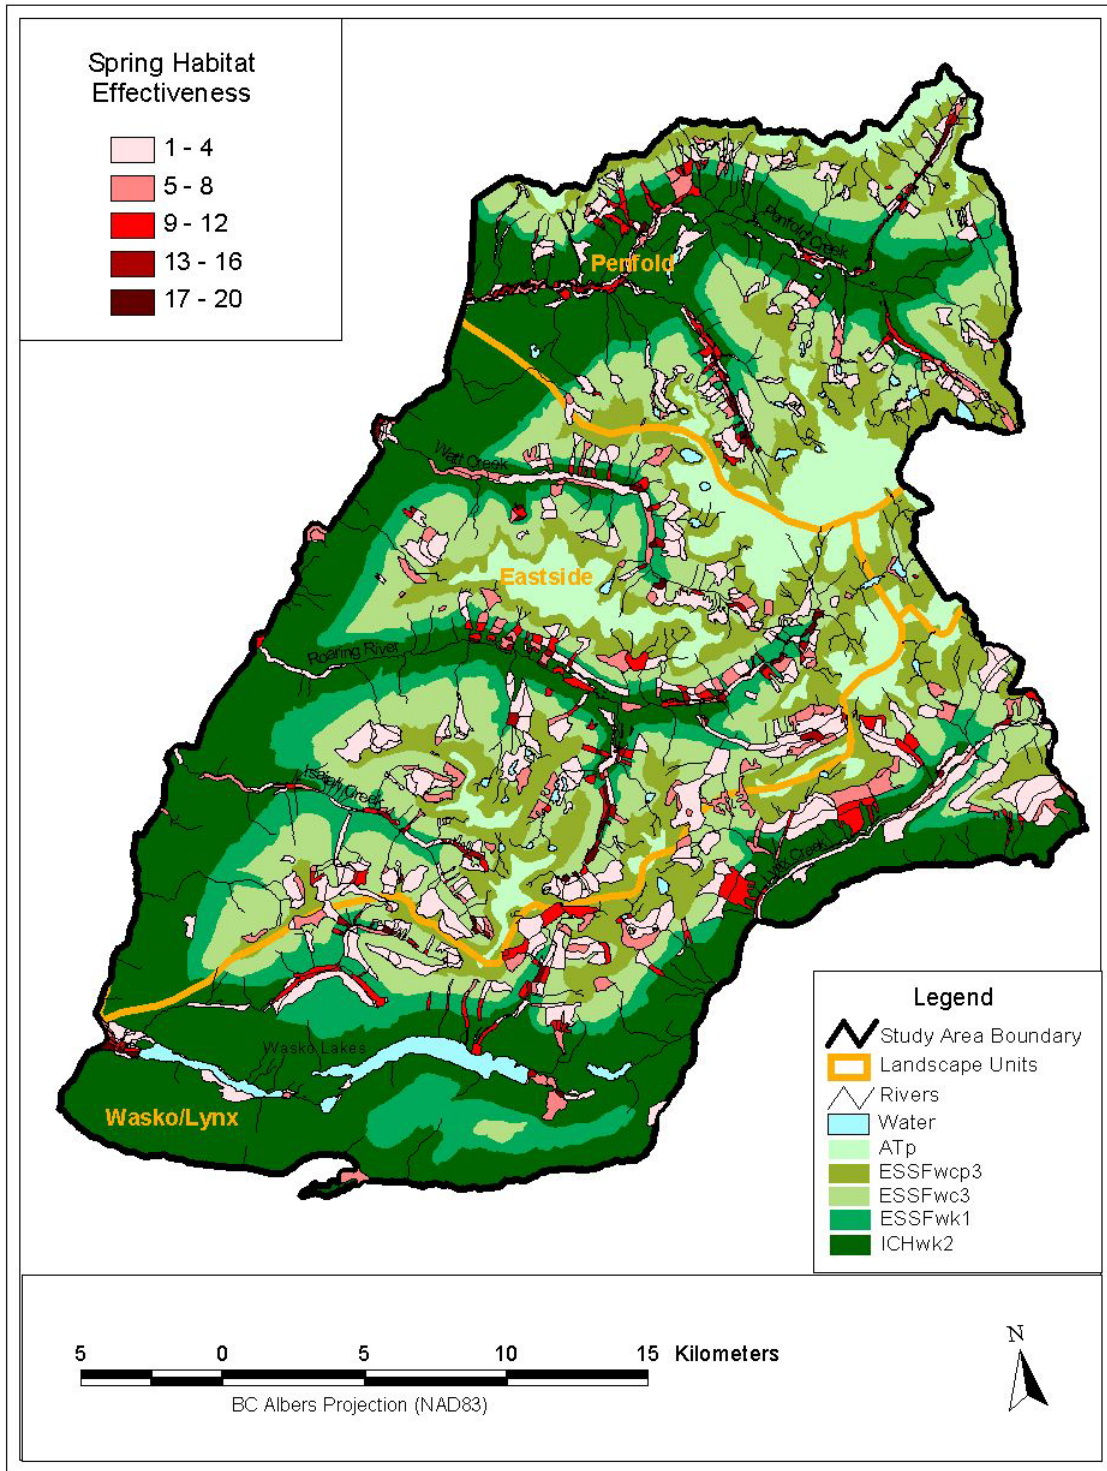 Spring Habitat
Effectiveness
1 - 4
5 - 8
9 - 12
13 - 16
17 - 20
Penfold Creek
Penfold
Watt Creek
Eastside
Roaring River
Isaiah Creek
Lynx Creek
Wasko Lakes
Wasko/Lynx
Legend
Study Area Boundary
Landscape Units
Rivers
Water
ATp
ESSFwcp3
ESSFwc3
ESSFwk1
ICHwk2
5 0 5 10 15 Kilometers
BC Albers Projection (NAD83)
N